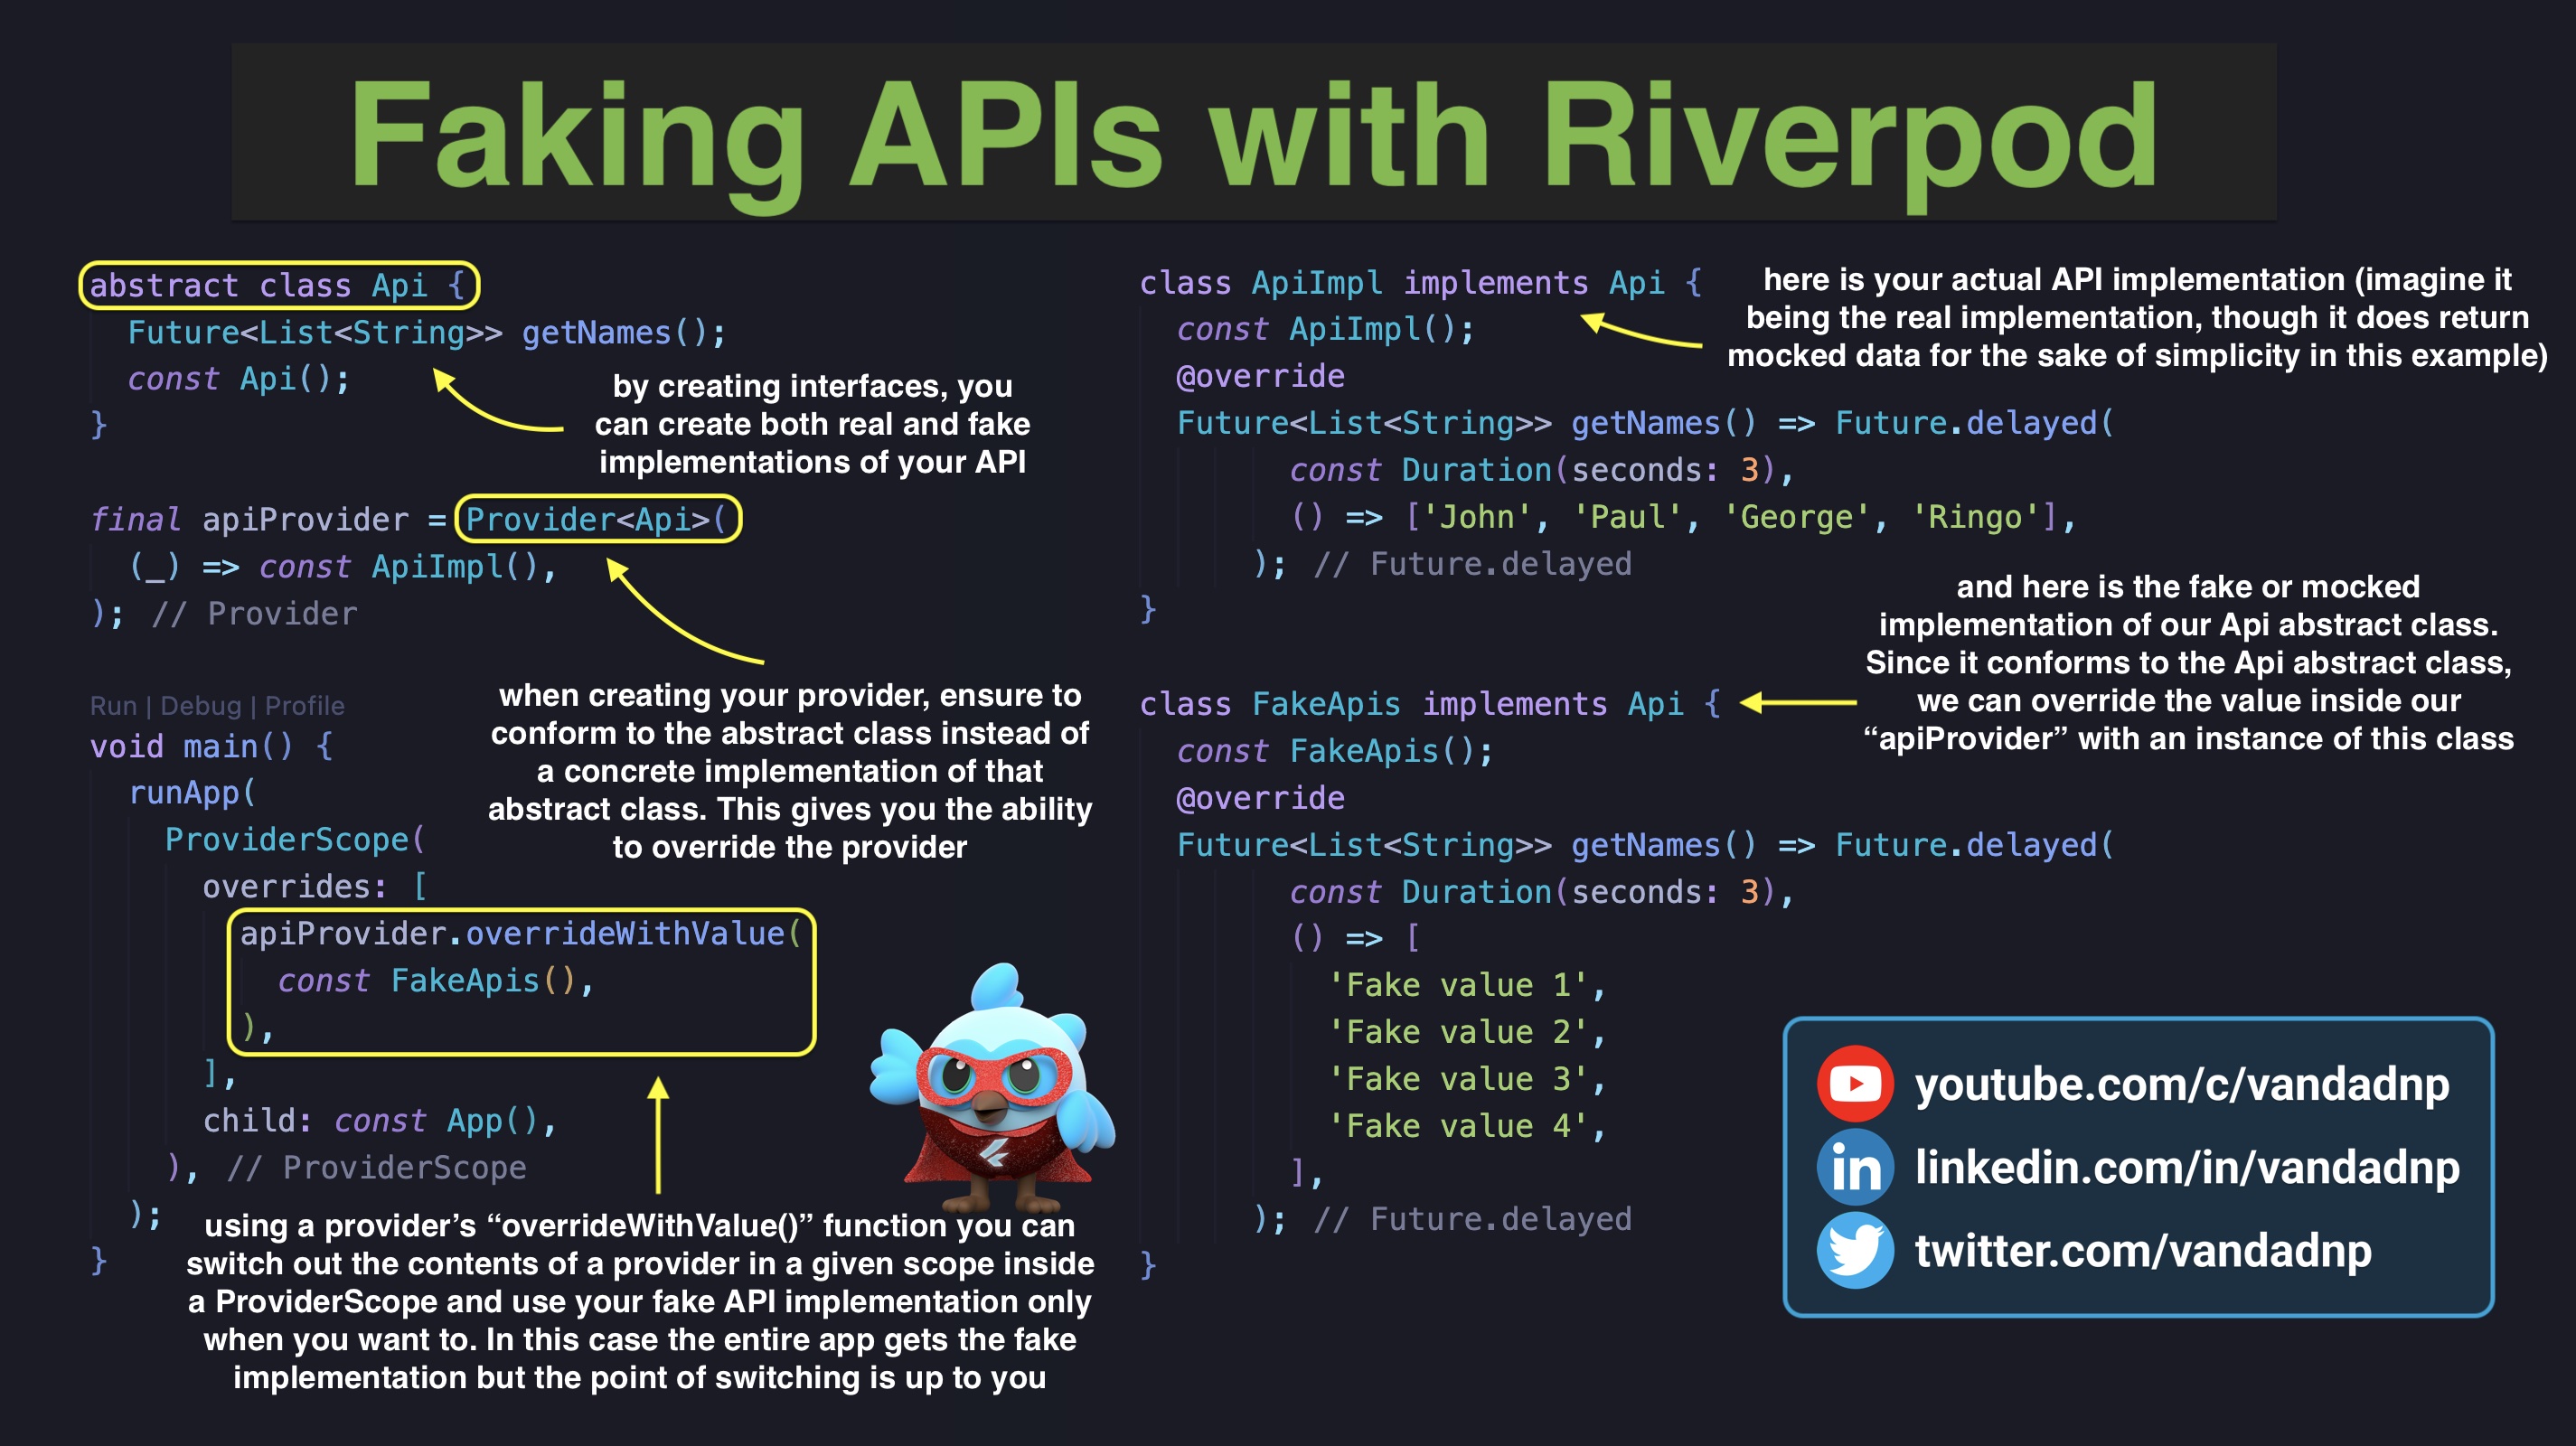 Faking APIs with Riverpod
abstract class Api {
  Future<List<String>> getNames();
  const Api();
}
by creating interfaces, you
can create both real and fake
implementations of your API
final apiProvider = Provider<Api>(
  (_) => const ApiImpl(),
); // Provider
when creating your provider, ensure to
conform to the abstract class instead of
a concrete implementation of that
abstract class. This gives you the ability
to override the provider
Run | Debug | Profile
void main() {
  runApp(
    ProviderScope(
      overrides: [
        apiProvider.overrideWithValue(
          const FakeApis(),
        ),
      ],
      child: const App(),
    ), // ProviderScope
  );
}
using a provider’s “overrideWithValue()” function you can
switch out the contents of a provider in a given scope inside
a ProviderScope and use your fake API implementation only
when you want to. In this case the entire app gets the fake
implementation but the point of switching is up to you
class ApiImpl implements Api {
  const ApiImpl();
  @override
  Future<List<String>> getNames() => Future.delayed(
        const Duration(seconds: 3),
        () => ['John', 'Paul', 'George', 'Ringo'],
      ); // Future.delayed
}
here is your actual API implementation (imagine it
being the real implementation, though it does return
mocked data for the sake of simplicity in this example)
class FakeApis implements Api {
  const FakeApis();
  @override
  Future<List<String>> getNames() => Future.delayed(
        const Duration(seconds: 3),
        () => [
          'Fake value 1',
          'Fake value 2',
          'Fake value 3',
          'Fake value 4',
        ],
      ); // Future.delayed
}
and here is the fake or mocked
implementation of our Api abstract class.
Since it conforms to the Api abstract class,
we can override the value inside our
“apiProvider” with an instance of this class
youtube.com/c/vandadnp
in linkedin.com/in/vandadnp
twitter.com/vandadnp